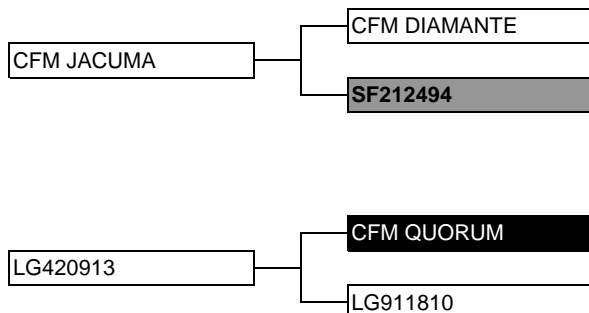 CFM DIAMANTE
CFM JACUMA
SF212494
CFM QUORUM
LG420913
LG911810